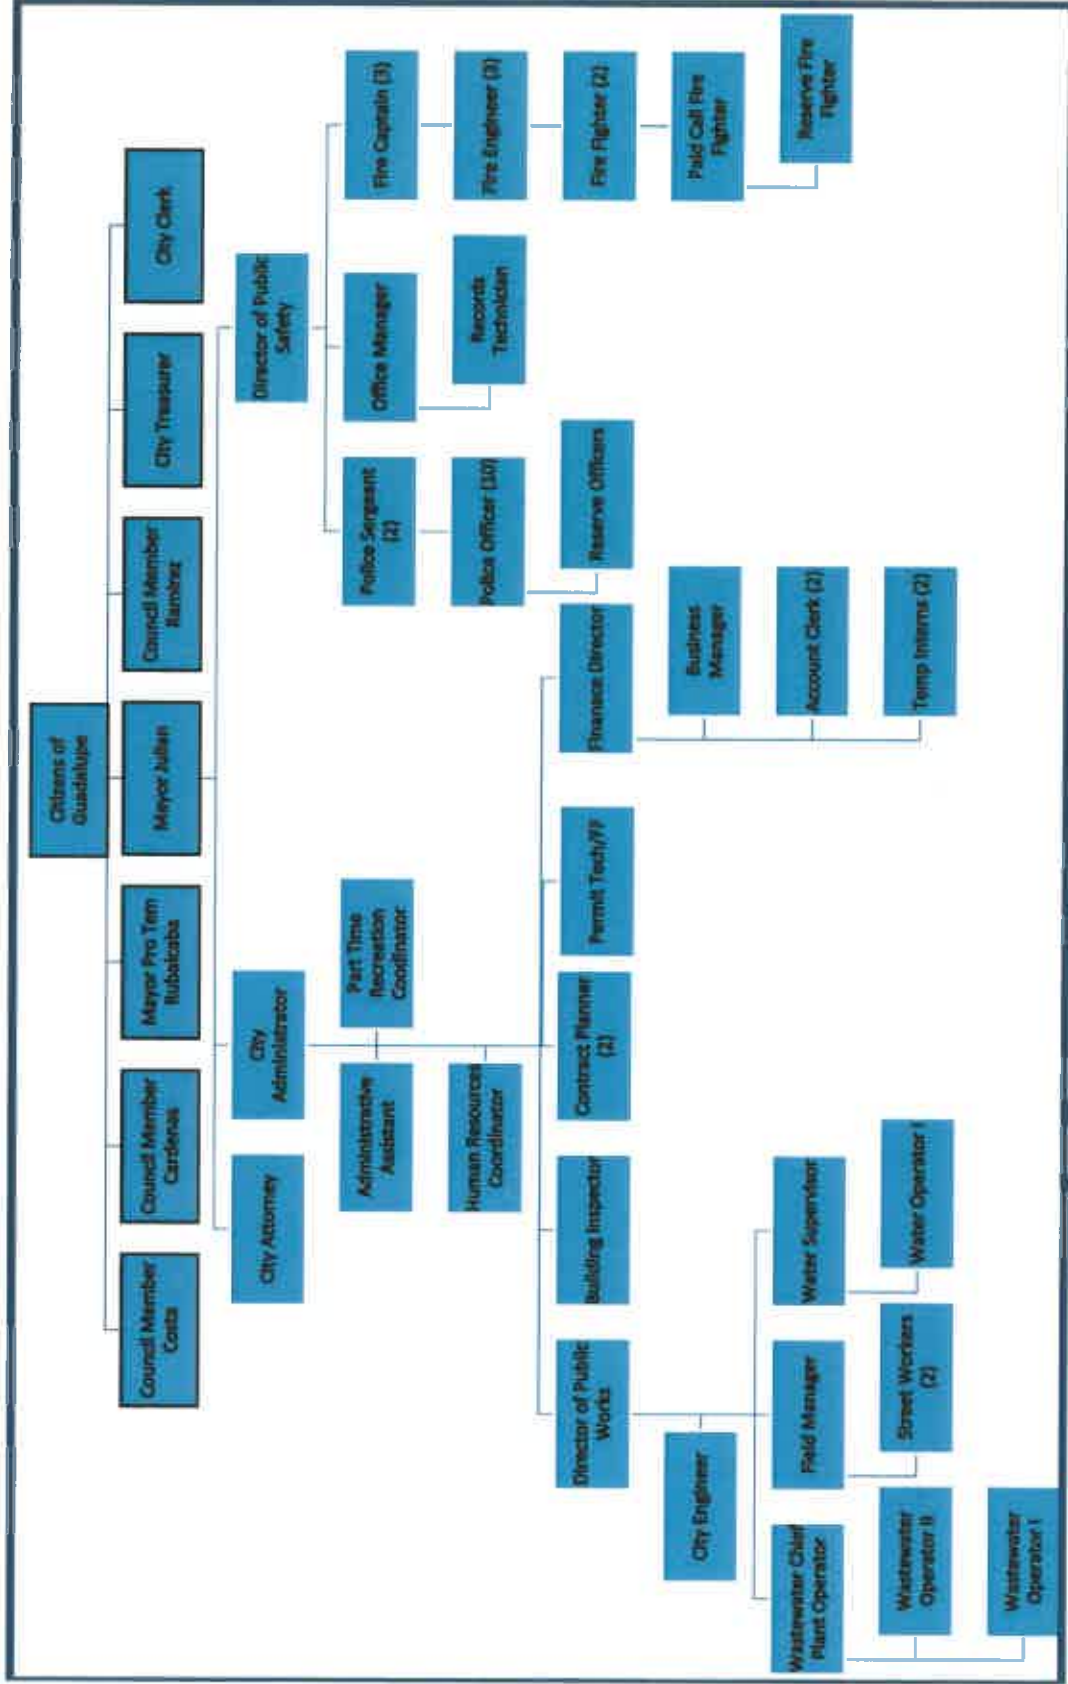 Citizens of
Guadalupe
Council Member
Costa
Council Member
Cardenas
Mayor Pro Tem
Rubalcaba
Mayor Julian
Council Member
Ramirez
City Treasurer
City Clerk
City Attorney
City
Administrator
Director of Public
Safety
Administrative
Assistant
Part Time
Recreation
Coodinator
Police Sergeant
(2)
Office Manager
Fire Captain (3)
Human Resources
Coordinator
Police Officer (10)
Records
Technician
Fire Engineer (3)
Director of Public
Works
Building Inspector
Contract Planner
(2)
Permit Tech/FF
Finanace Director
Reserve Officers
Fire Fighter (2)
City Engineer
Business
Manager
Paid Call Fire
Fighter
Wastewater Chief
Plant Operator
Field Manager
Water Supervisor
Account Clerk (2)
Reserve Fire
Fighter
Wastewater
Operator II
Street Workers
(2)
Water Operator I
Temp Interns (2)
Wastewater
Operator I